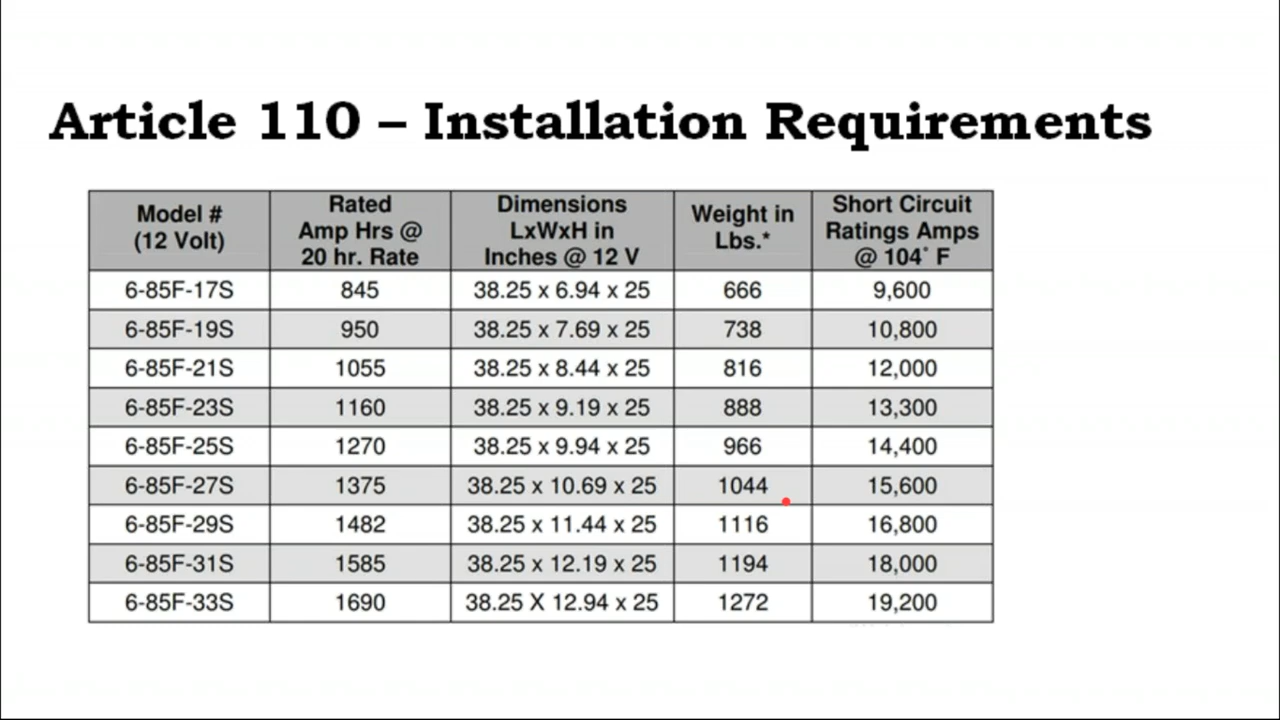 Article 110 – Installation Requirements
Model # (12 Volt) Rated Amp Hrs @ 20 hr. Rate Dimensions LxWxH in Inches @ 12 V Weight in Lbs.* Short Circuit Ratings Amps @ 104° F
6-85F-17S 845 38.25 x 6.94 x 25 666 9,600
6-85F-19S 950 38.25 x 7.69 x 25 738 10,800
6-85F-21S 1055 38.25 x 8.44 x 25 816 12,000
6-85F-23S 1160 38.25 x 9.19 x 25 888 13,300
6-85F-25S 1270 38.25 x 9.94 x 25 966 14,400
6-85F-27S 1375 38.25 x 10.69 x 25 1044 15,600
6-85F-29S 1482 38.25 x 11.44 x 25 1116 16,800
6-85F-31S 1585 38.25 x 12.19 x 25 1194 18,000
6-85F-33S 1690 38.25 X 12.94 x 25 1272 19,200